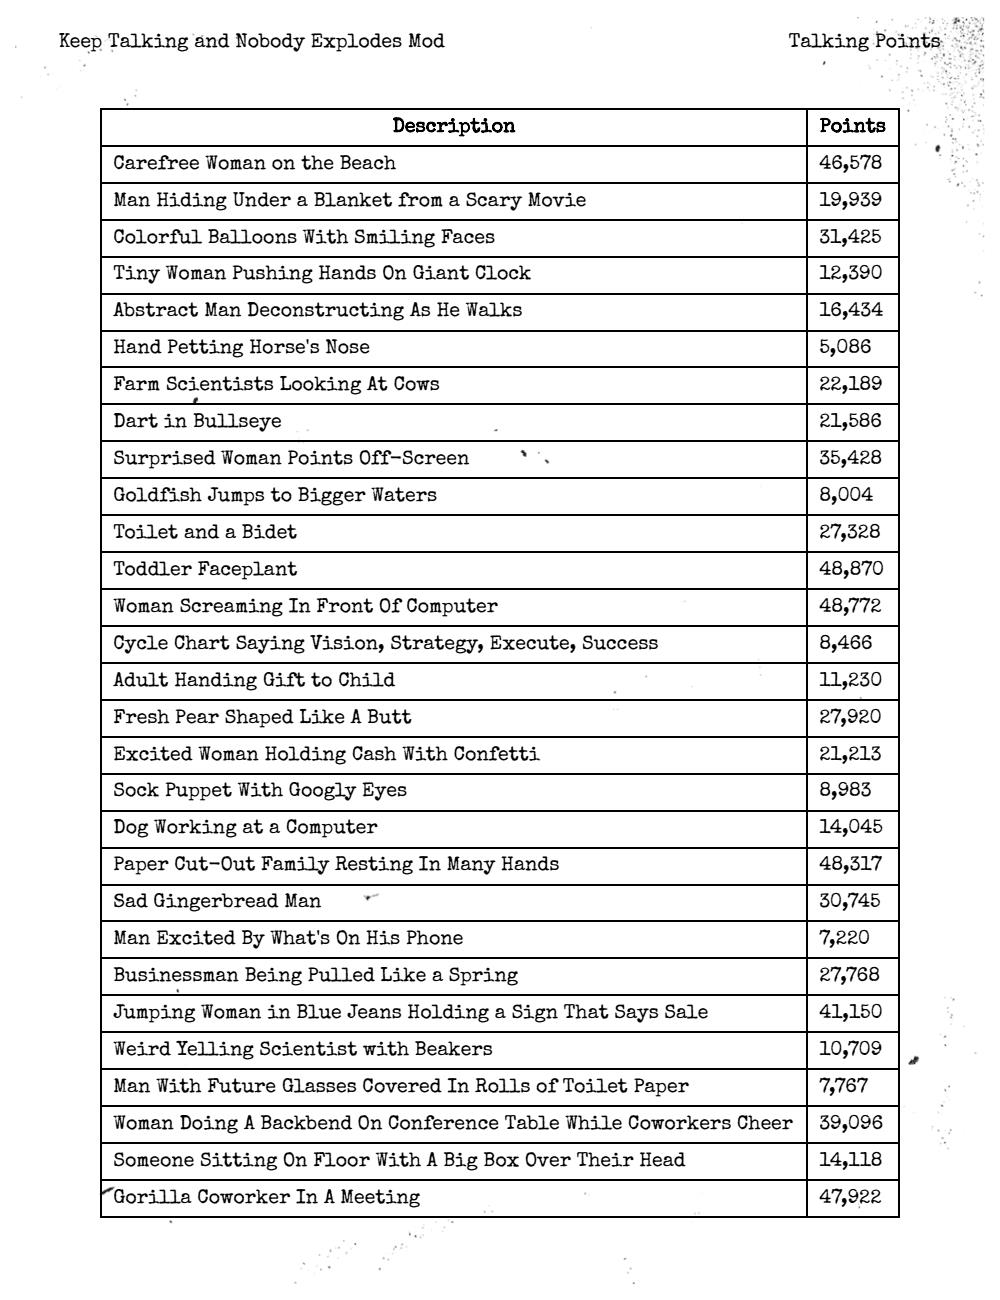 Keep Talking and Nobody Explodes Mod Talking Points
Description Points
Carefree Woman on the Beach 46,578
Man Hiding Under a Blanket from a Scary Movie 19,939
Colorful Balloons With Smiling Faces 31,425
Tiny Woman Pushing Hands On Giant Clock 12,390
Abstract Man Deconstructing As He Walks 16,434
Hand Petting Horse's Nose 5,086
Farm Scientists Looking At Cows 22,189
Dart in Bullseye 21,586
Surprised Woman Points Off-Screen 35,428
Goldfish Jumps to Bigger Waters 8,004
Toilet and a Bidet 27,328
Toddler Faceplant 48,870
Woman Screaming In Front Of Computer 48,772
Cycle Chart Saying Vision, Strategy, Execute, Success 8,466
Adult Handing Gift to Child 11,230
Fresh Pear Shaped Like A Butt 27,920
Excited Woman Holding Cash With Confetti 21,213
Sock Puppet With Googly Eyes 8,983
Dog Working at a Computer 14,045
Paper Cut-Out Family Resting In Many Hands 48,317
Sad Gingerbread Man 30,745
Man Excited By What's On His Phone 7,220
Businessman Being Pulled Like a Spring 27,768
Jumping Woman in Blue Jeans Holding a Sign That Says Sale 41,150
Weird Yelling Scientist with Beakers 10,709
Man With Future Glasses Covered In Rolls of Toilet Paper 7,767
Woman Doing A Backbend On Conference Table While Coworkers Cheer 39,096
Someone Sitting On Floor With A Big Box Over Their Head 14,118
Gorilla Coworker In A Meeting 47,922